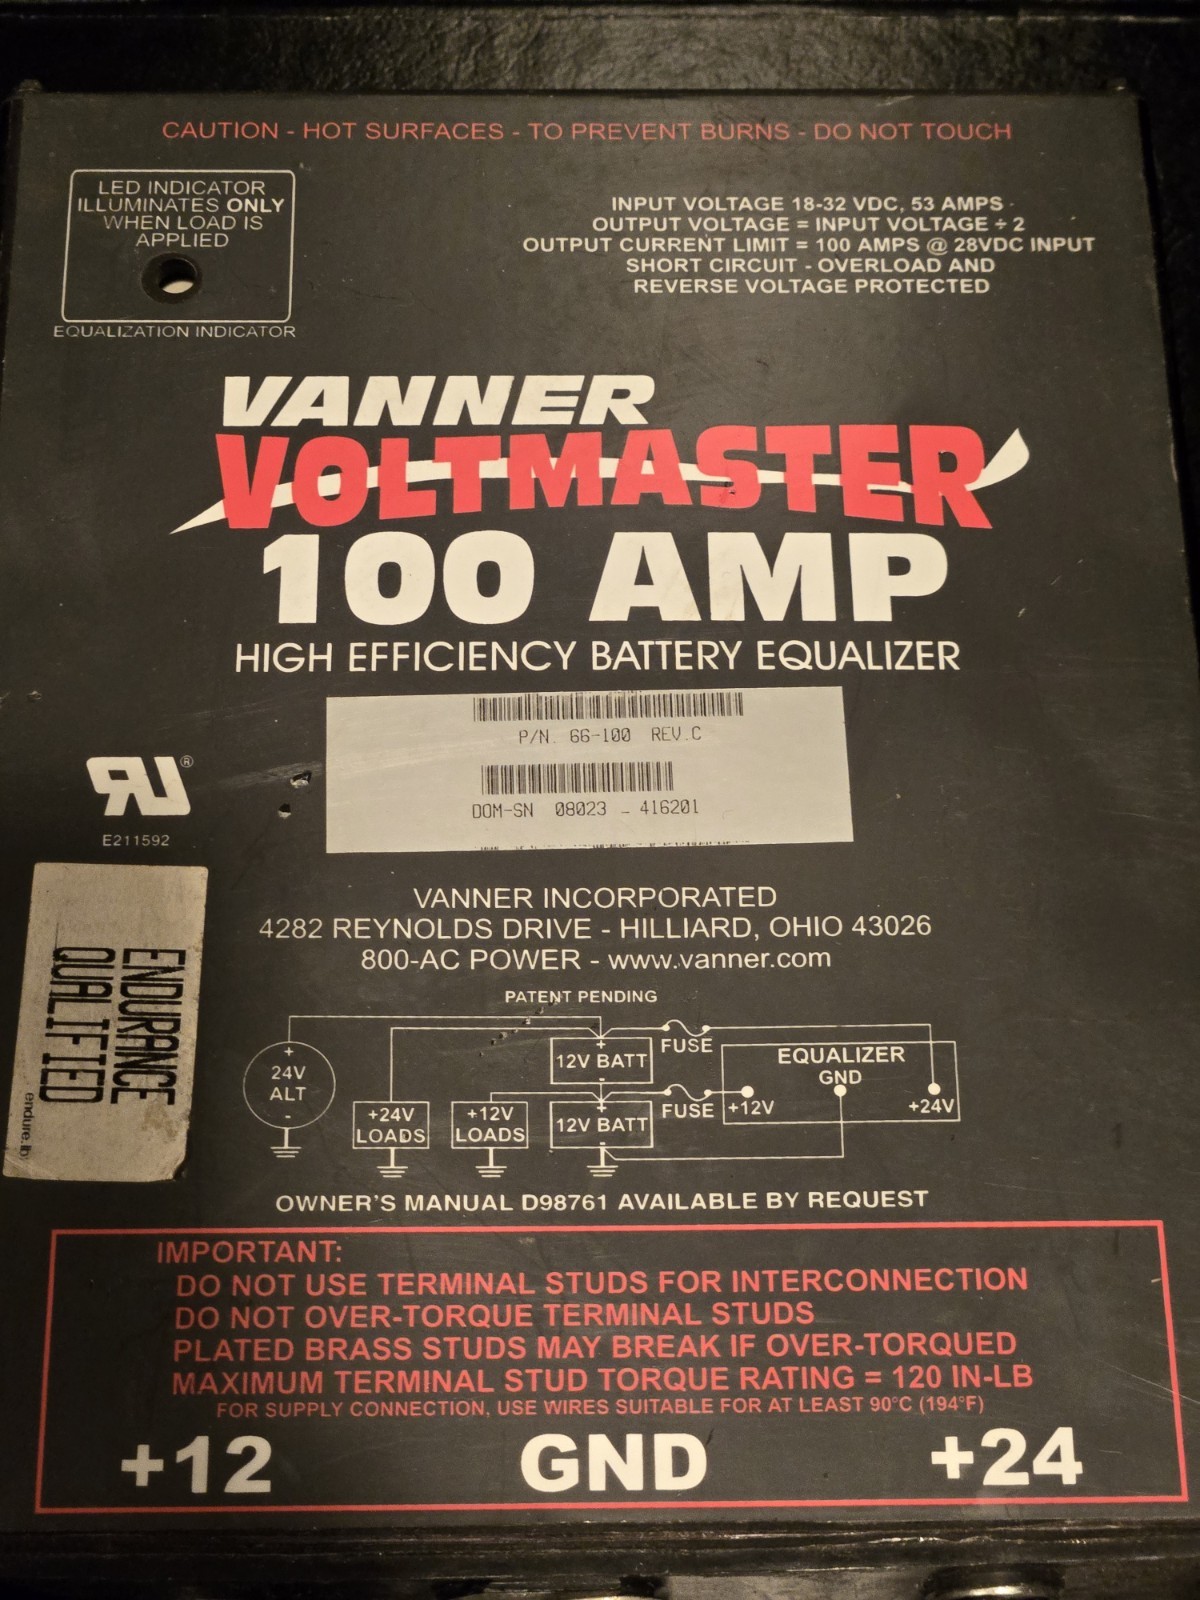 CAUTION - HOT SURFACES - TO PREVENT BURNS - DO NOT TOUCH
LED INDICATOR
ILLUMINATES ONLY
WHEN LOAD IS
APPLIED
EQUALIZATION INDICATOR
INPUT VOLTAGE 18-32 VDC, 53 AMPS
OUTPUT VOLTAGE = INPUT VOLTAGE ÷ 2
OUTPUT CURRENT LIMIT = 100 AMPS @ 28VDC INPUT
SHORT CIRCUIT - OVERLOAD AND
REVERSE VOLTAGE PROTECTED
VANNER
VOLTMASTER
100 AMP
HIGH EFFICIENCY BATTERY EQUALIZER
P/N. 66-100 REV.C
DOM-SN 08023 - 416201
RU®
E211592
ENDURANCE
QUALIFIED
VANNER INCORPORATED
4282 REYNOLDS DRIVE - HILLIARD, OHIO 43026
800-AC POWER - www.vanner.com
PATENT PENDING
+
24V
ALT
-
+24V
LOADS
+12V
LOADS
+
12V BATT
-
+
12V BATT
-
FUSE
FUSE
EQUALIZER
GND
+12V
+24V
OWNER'S MANUAL D98761 AVAILABLE BY REQUEST
IMPORTANT:
DO NOT USE TERMINAL STUDS FOR INTERCONNECTION
DO NOT OVER-TORQUE TERMINAL STUDS
PLATED BRASS STUDS MAY BREAK IF OVER-TORQUED
MAXIMUM TERMINAL STUD TORQUE RATING = 120 IN-LB
FOR SUPPLY CONNECTION, USE WIRES SUITABLE FOR AT LEAST 90°C (194°F)
+12 GND +24